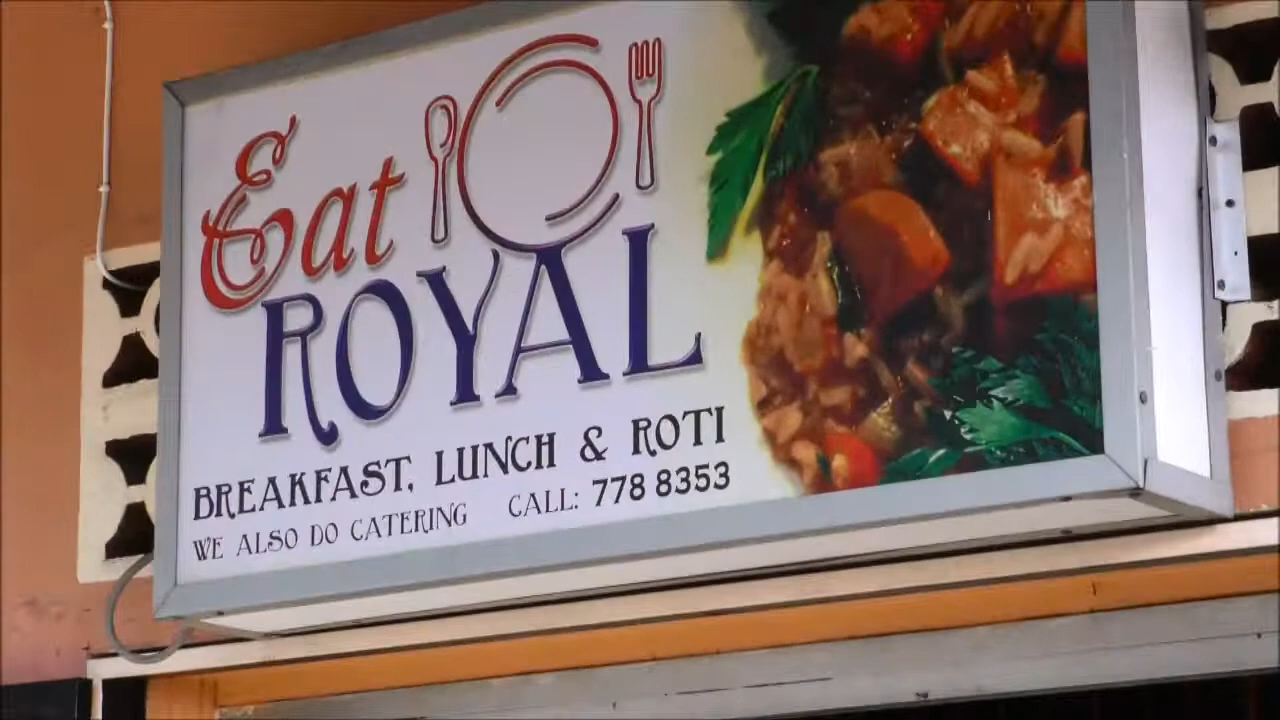 Eat
ROYAL
BREAKFAST, LUNCH & ROTI
WE ALSO DO CATERING CALL: 778 8353